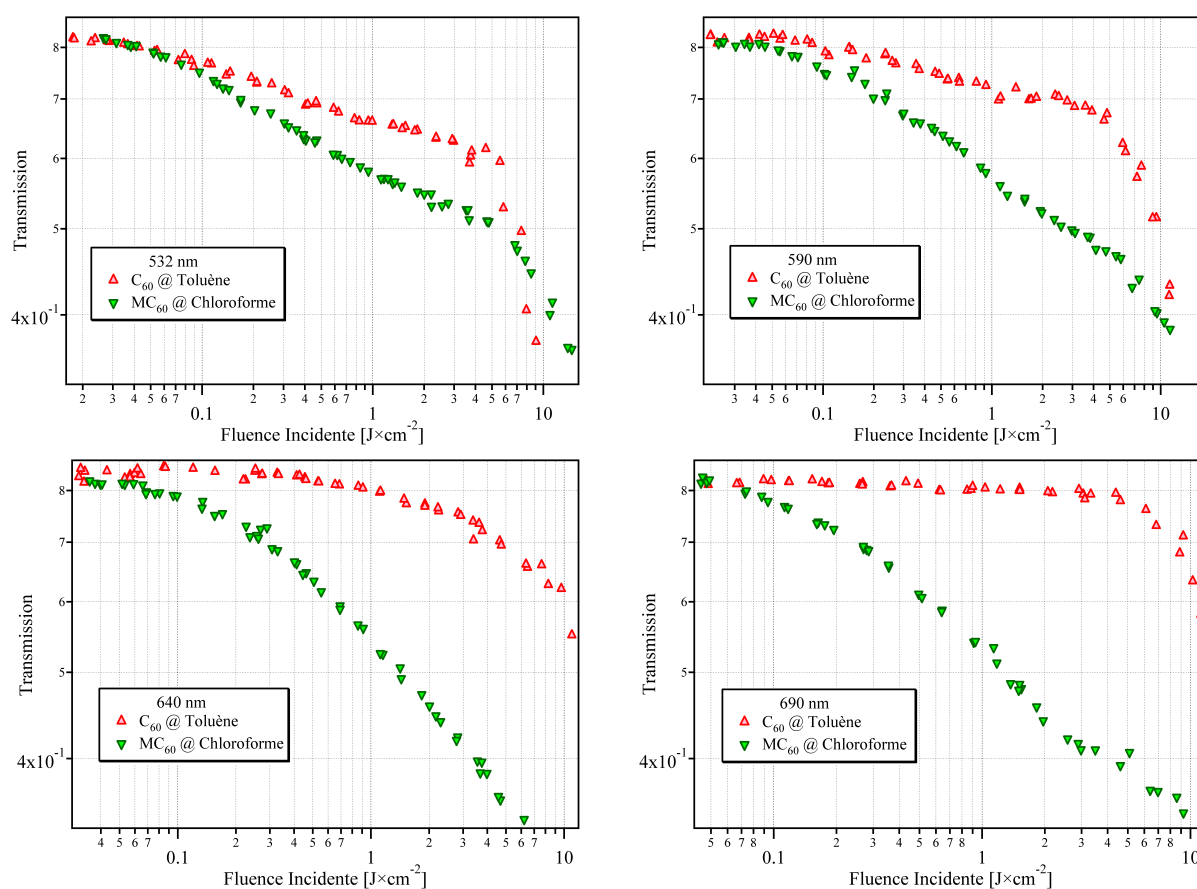 8
7
6
5
4x10⁻¹
Transmission
532 nm
C₆₀ @ Toluène
MC₆₀ @ Chloroforme
2 3 4 5 6 7 0.1 2 3 4 5 6 7 1 2 3 4 5 6 7 10
Fluence Incidente [J×cm⁻²]
8
7
6
5
4x10⁻¹
Transmission
590 nm
C₆₀ @ Toluène
MC₆₀ @ Chloroforme
3 4 5 6 7 0.1 2 3 4 5 6 7 1 2 3 4 5 6 7 10
Fluence Incidente [J×cm⁻²]
8
7
6
5
4x10⁻¹
Transmission
640 nm
C₆₀ @ Toluène
MC₆₀ @ Chloroforme
4 5 6 7 0.1 2 3 4 5 6 7 1 2 3 4 5 6 7 10
Fluence Incidente [J×cm⁻²]
8
7
6
5
4x10⁻¹
Transmission
690 nm
C₆₀ @ Toluène
MC₆₀ @ Chloroforme
5 6 7 8 0.1 2 3 4 5 6 7 8 1 2 3 4 5 6 7 8 10
Fluence Incidente [J×cm⁻²]